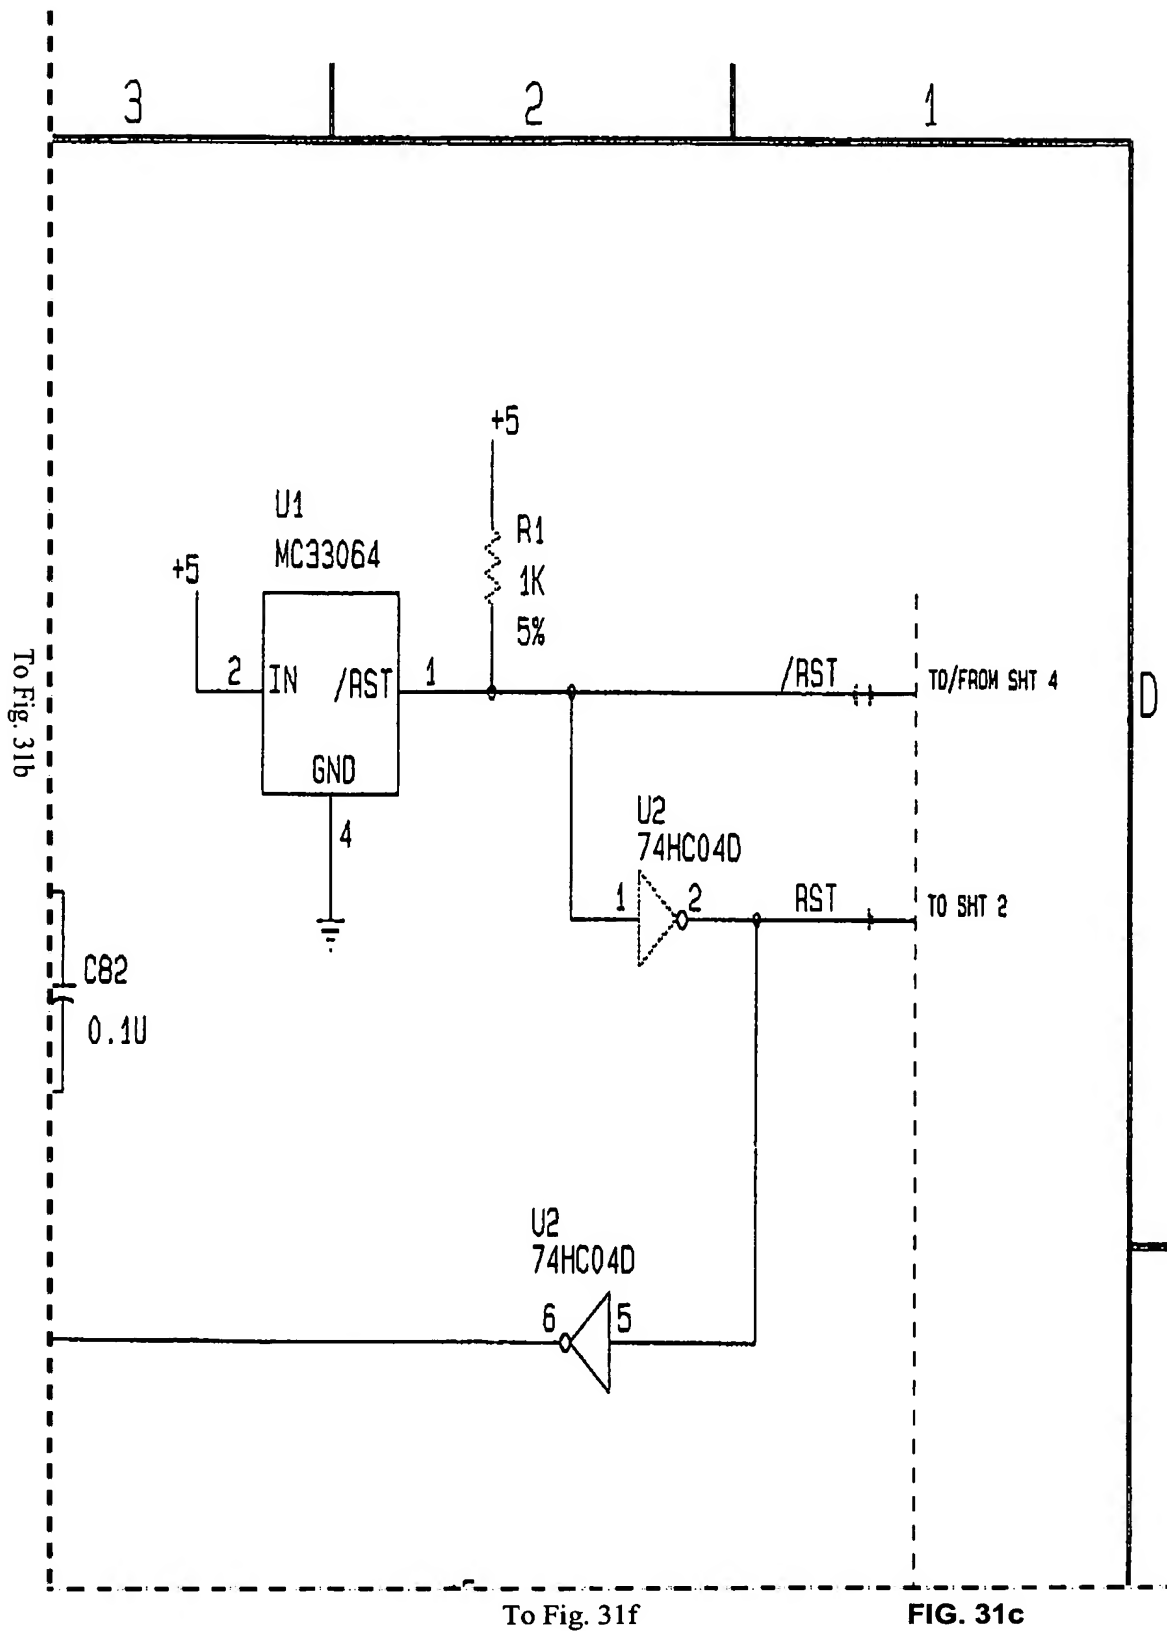 3 2 1
+5
U1
MC33064
R1
1K
5%
+5
2 IN /RST 1
/RST
TO/FROM SHT 4
D
To Fig. 31b
GND
4
U2
74HC04D
1 2
RST
TO SHT 2
C82
0.1U
U2
74HC04D
6 5
To Fig. 31f
FIG. 31c